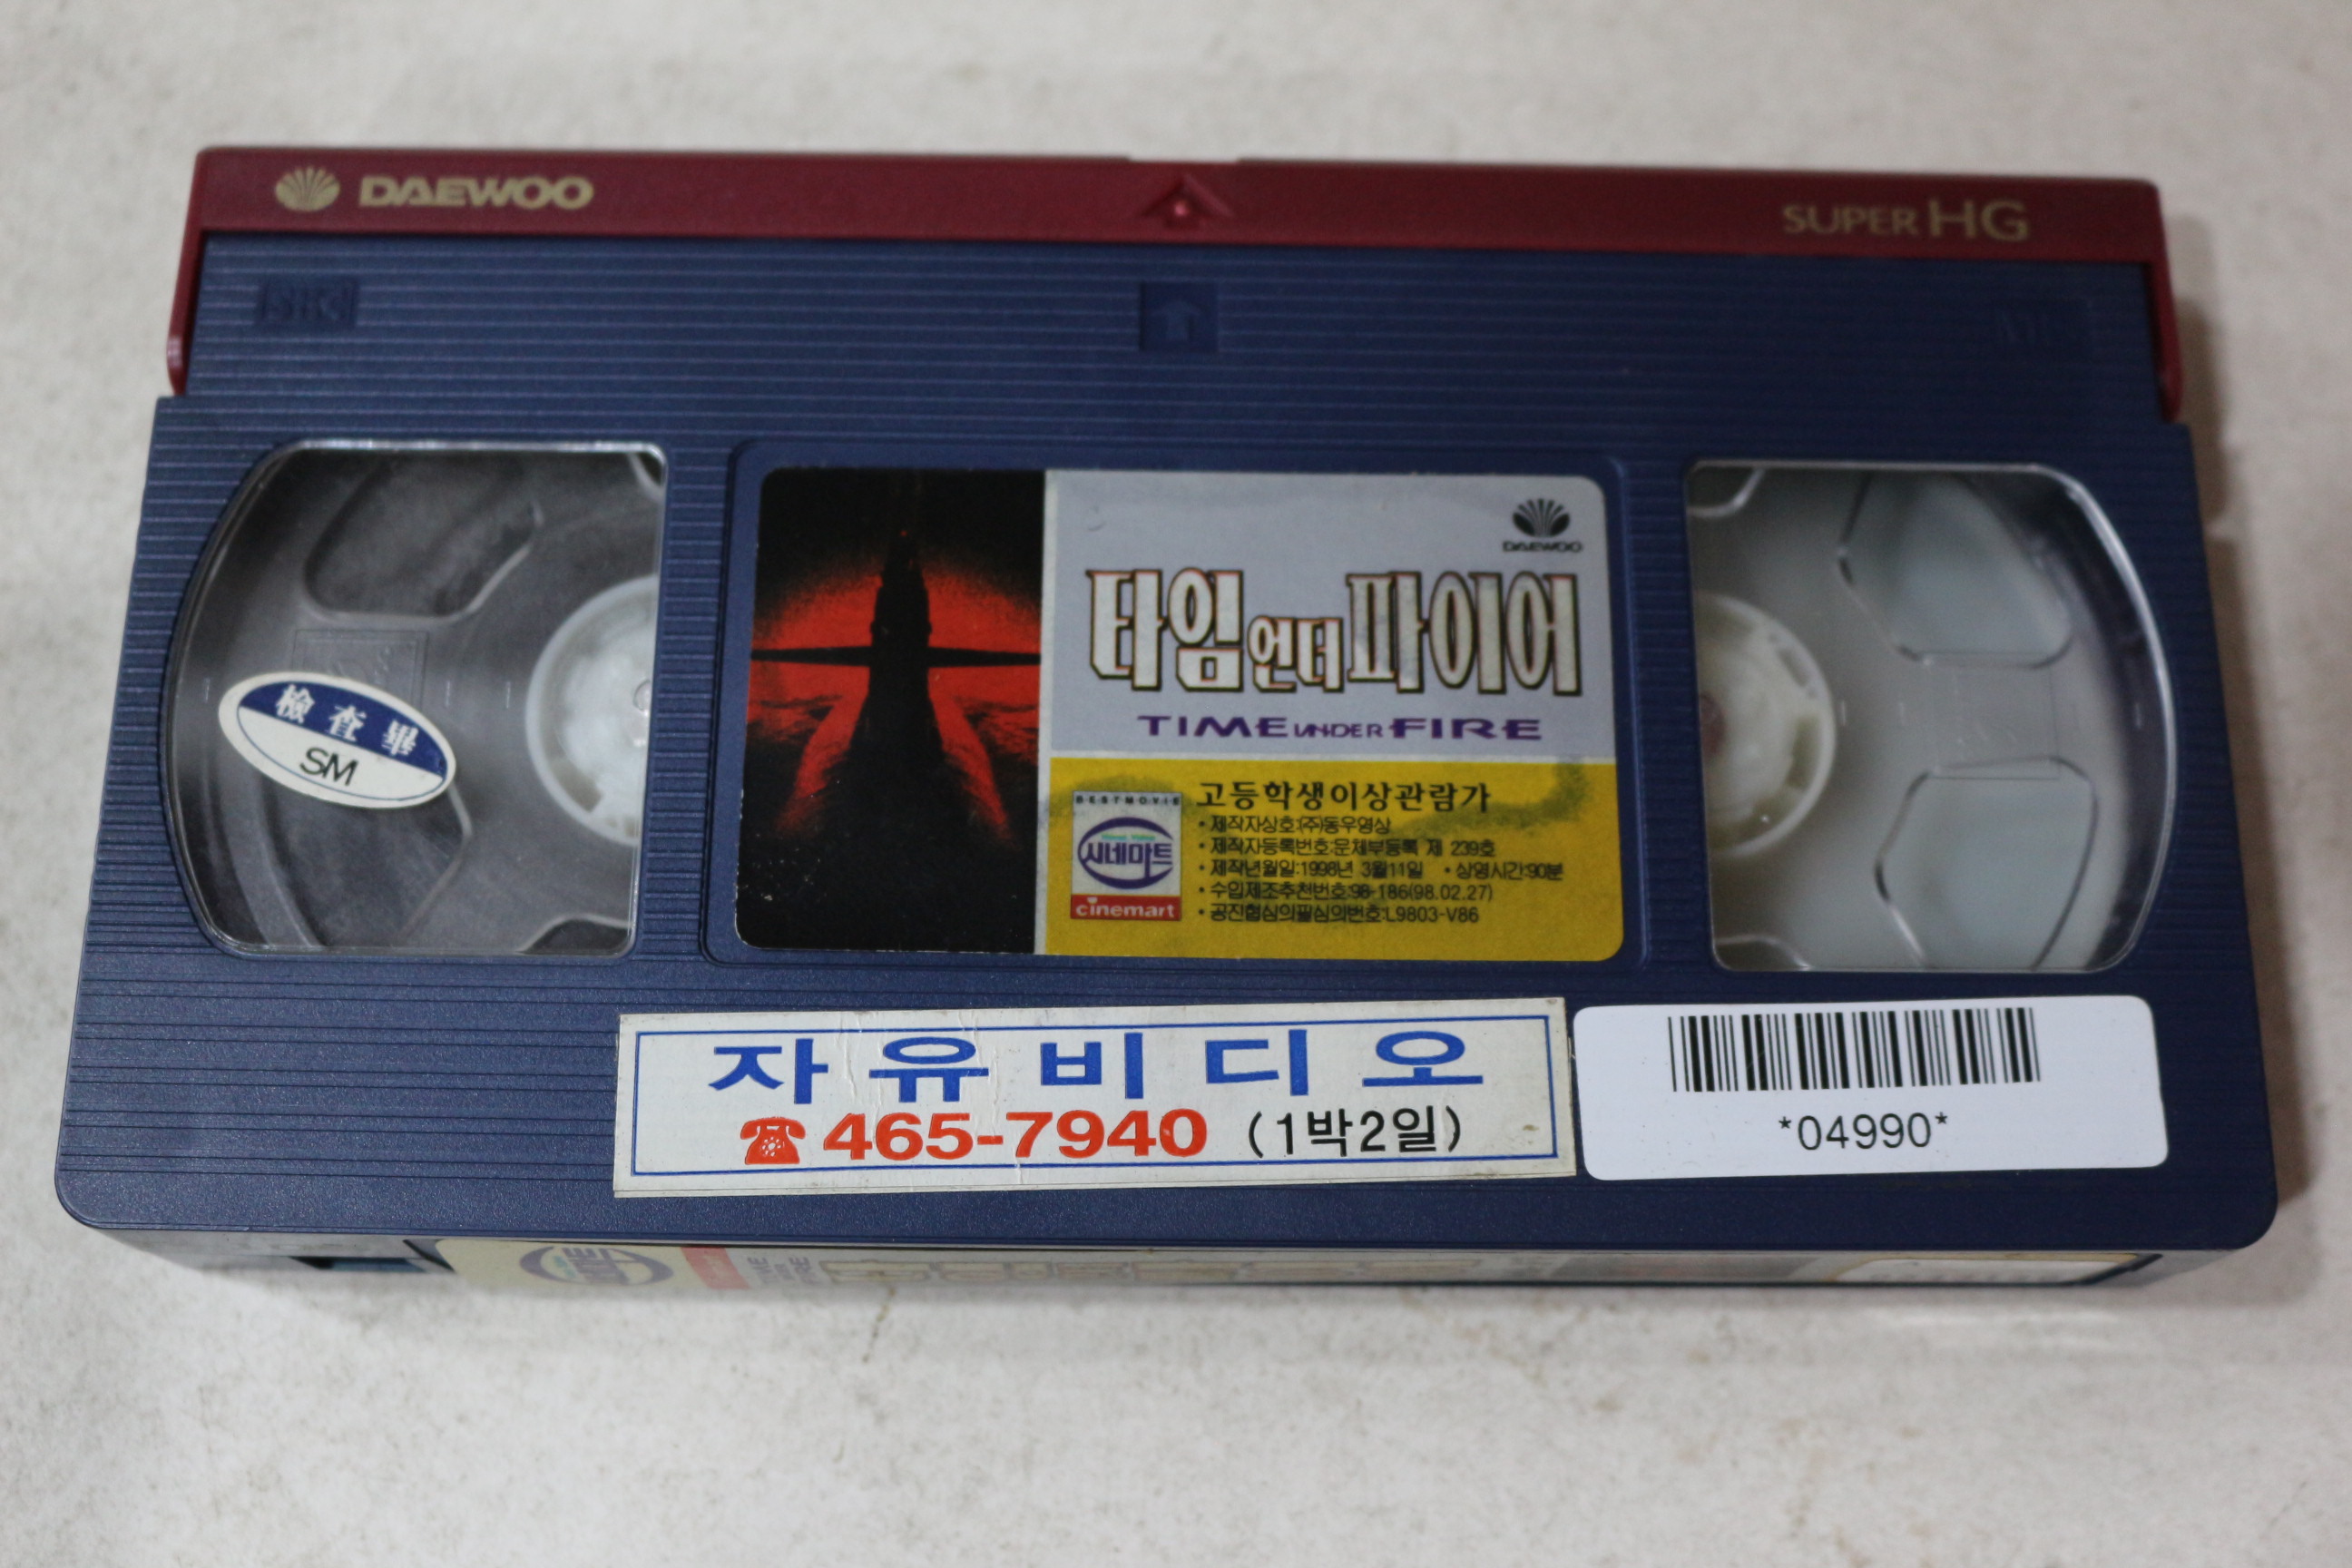 DAEWOO
SUPER HG
檢査畢
SM
DAEWOO
타임언더파이어
TIME UNDER FIRE
BESTMOVIE
시네마트
cinemart
고등학생이상관람가
• 제작자상호:(주)동우영상
• 제작자등록번호:문체부등록 제 239호
• 제작년월일:1998년 3월11일 • 상영시간:90분
• 수입제조추천번호:98-186(98.02.27)
• 공진협심의필심의번호:L9803-V86
자유비디오
☎465-7940 (1박2일)
*04990*